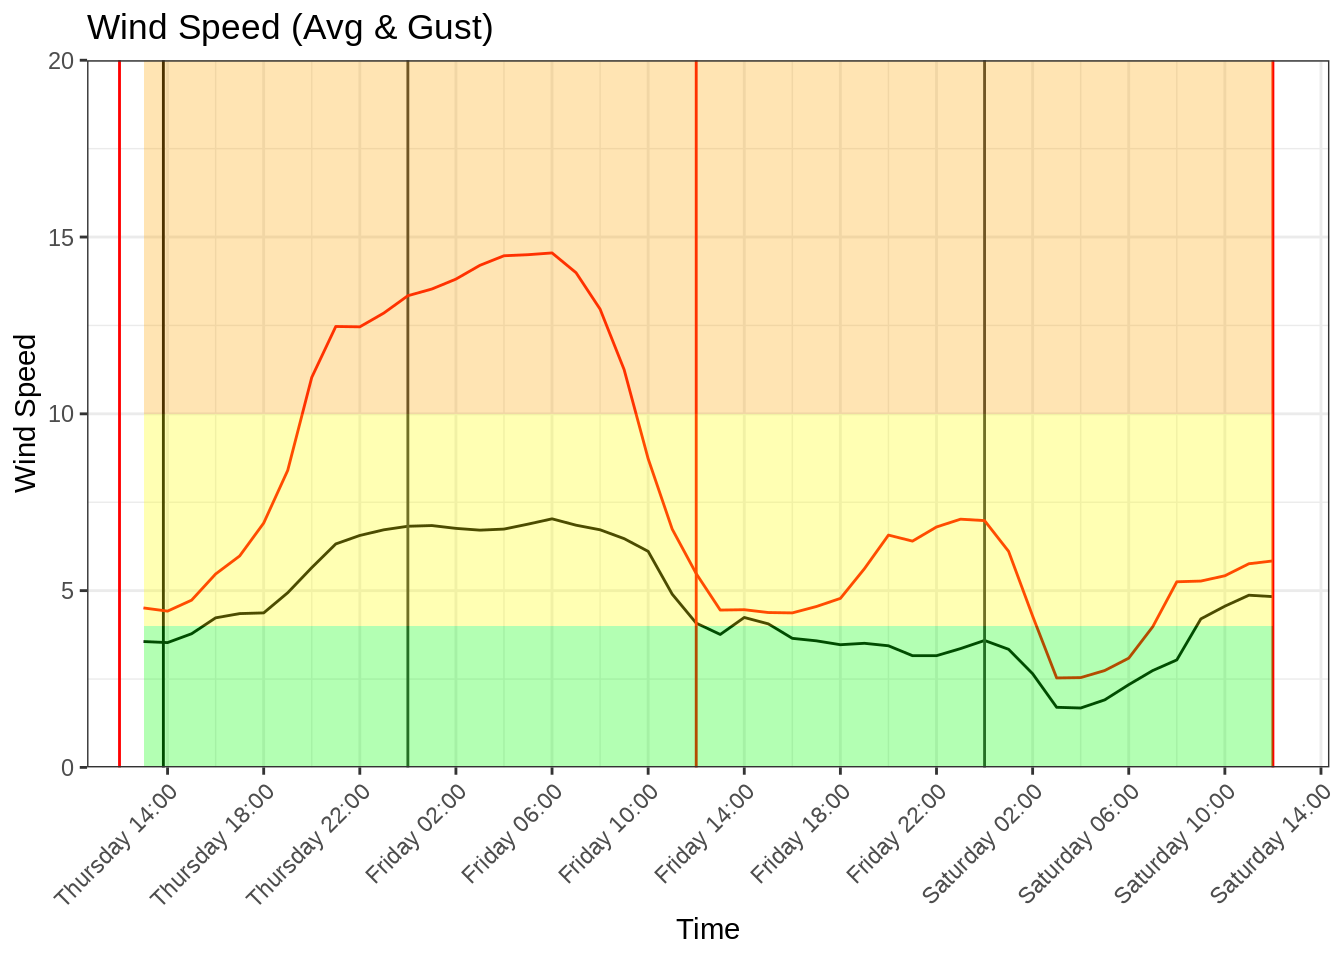 Wind Speed (Avg & Gust)
20
15
10
5
0
Wind Speed
Thursday 14:00
Thursday 18:00
Thursday 22:00
Friday 02:00
Friday 06:00
Friday 10:00
Friday 14:00
Friday 18:00
Friday 22:00
Saturday 02:00
Saturday 06:00
Saturday 10:00
Saturday 14:00
Time